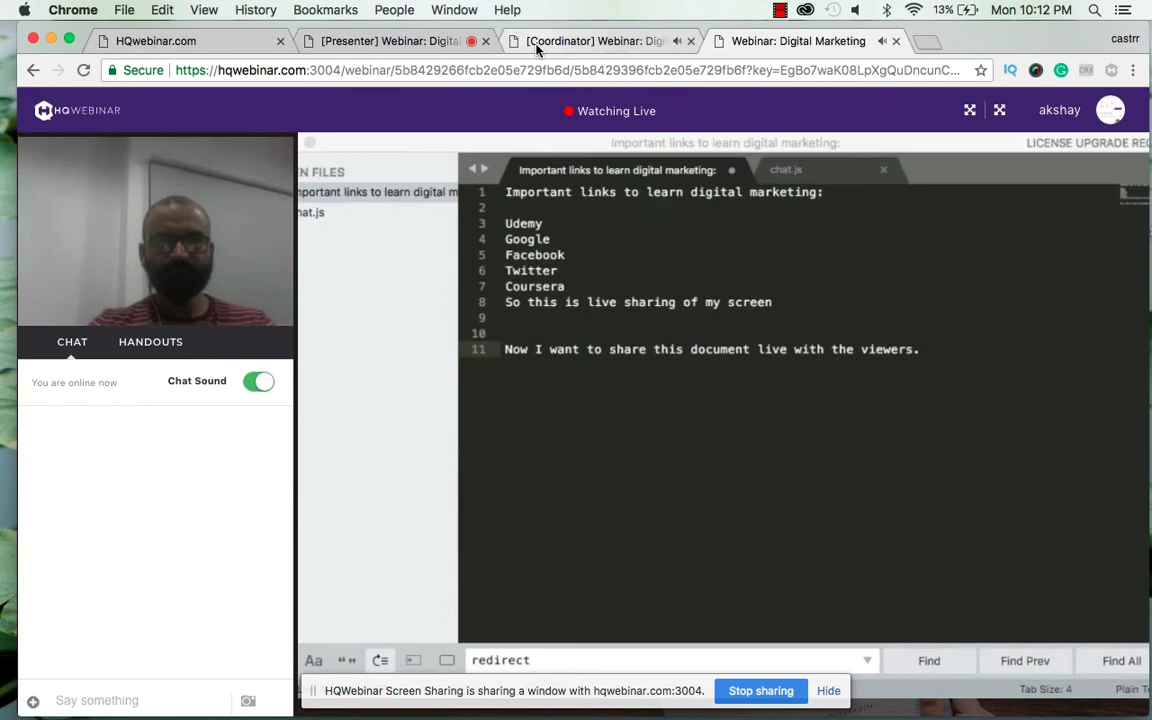 Chrome File Edit View History Bookmarks People Window Help 13% Mon 10:12 PM
HQwebinar.com [Presenter] Webinar: Digita [Coordinator] Webinar: Digi Webinar: Digital Marketing castrr
Secure https://hqwebinar.com:3004/webinar/5b8429266fcb2e05e729fb6d/5b8429396fcb2e05e729fb6f?key=EgBo7waK08LpXgQuDncunC... IQ CRX
HQWEBINAR Watching Live akshay
Important links to learn digital marketing: LICENSE UPGRADE REC
EN FILES
Important links to learn digital marketing: chat.js
mportant links to learn digital m
hat.js
1 Important links to learn digital marketing:
2
3 Udemy
4 Google
5 Facebook
6 Twitter
7 Coursera
8 So this is live sharing of my screen
9
10
11 Now I want to share this document live with the viewers.
CHAT HANDOUTS
You are online now Chat Sound
Aa redirect Find Find Prev Find All
HQWebinar Screen Sharing is sharing a window with hqwebinar.com:3004. Stop sharing Hide
Tab Size: 4 Plain T
Say something